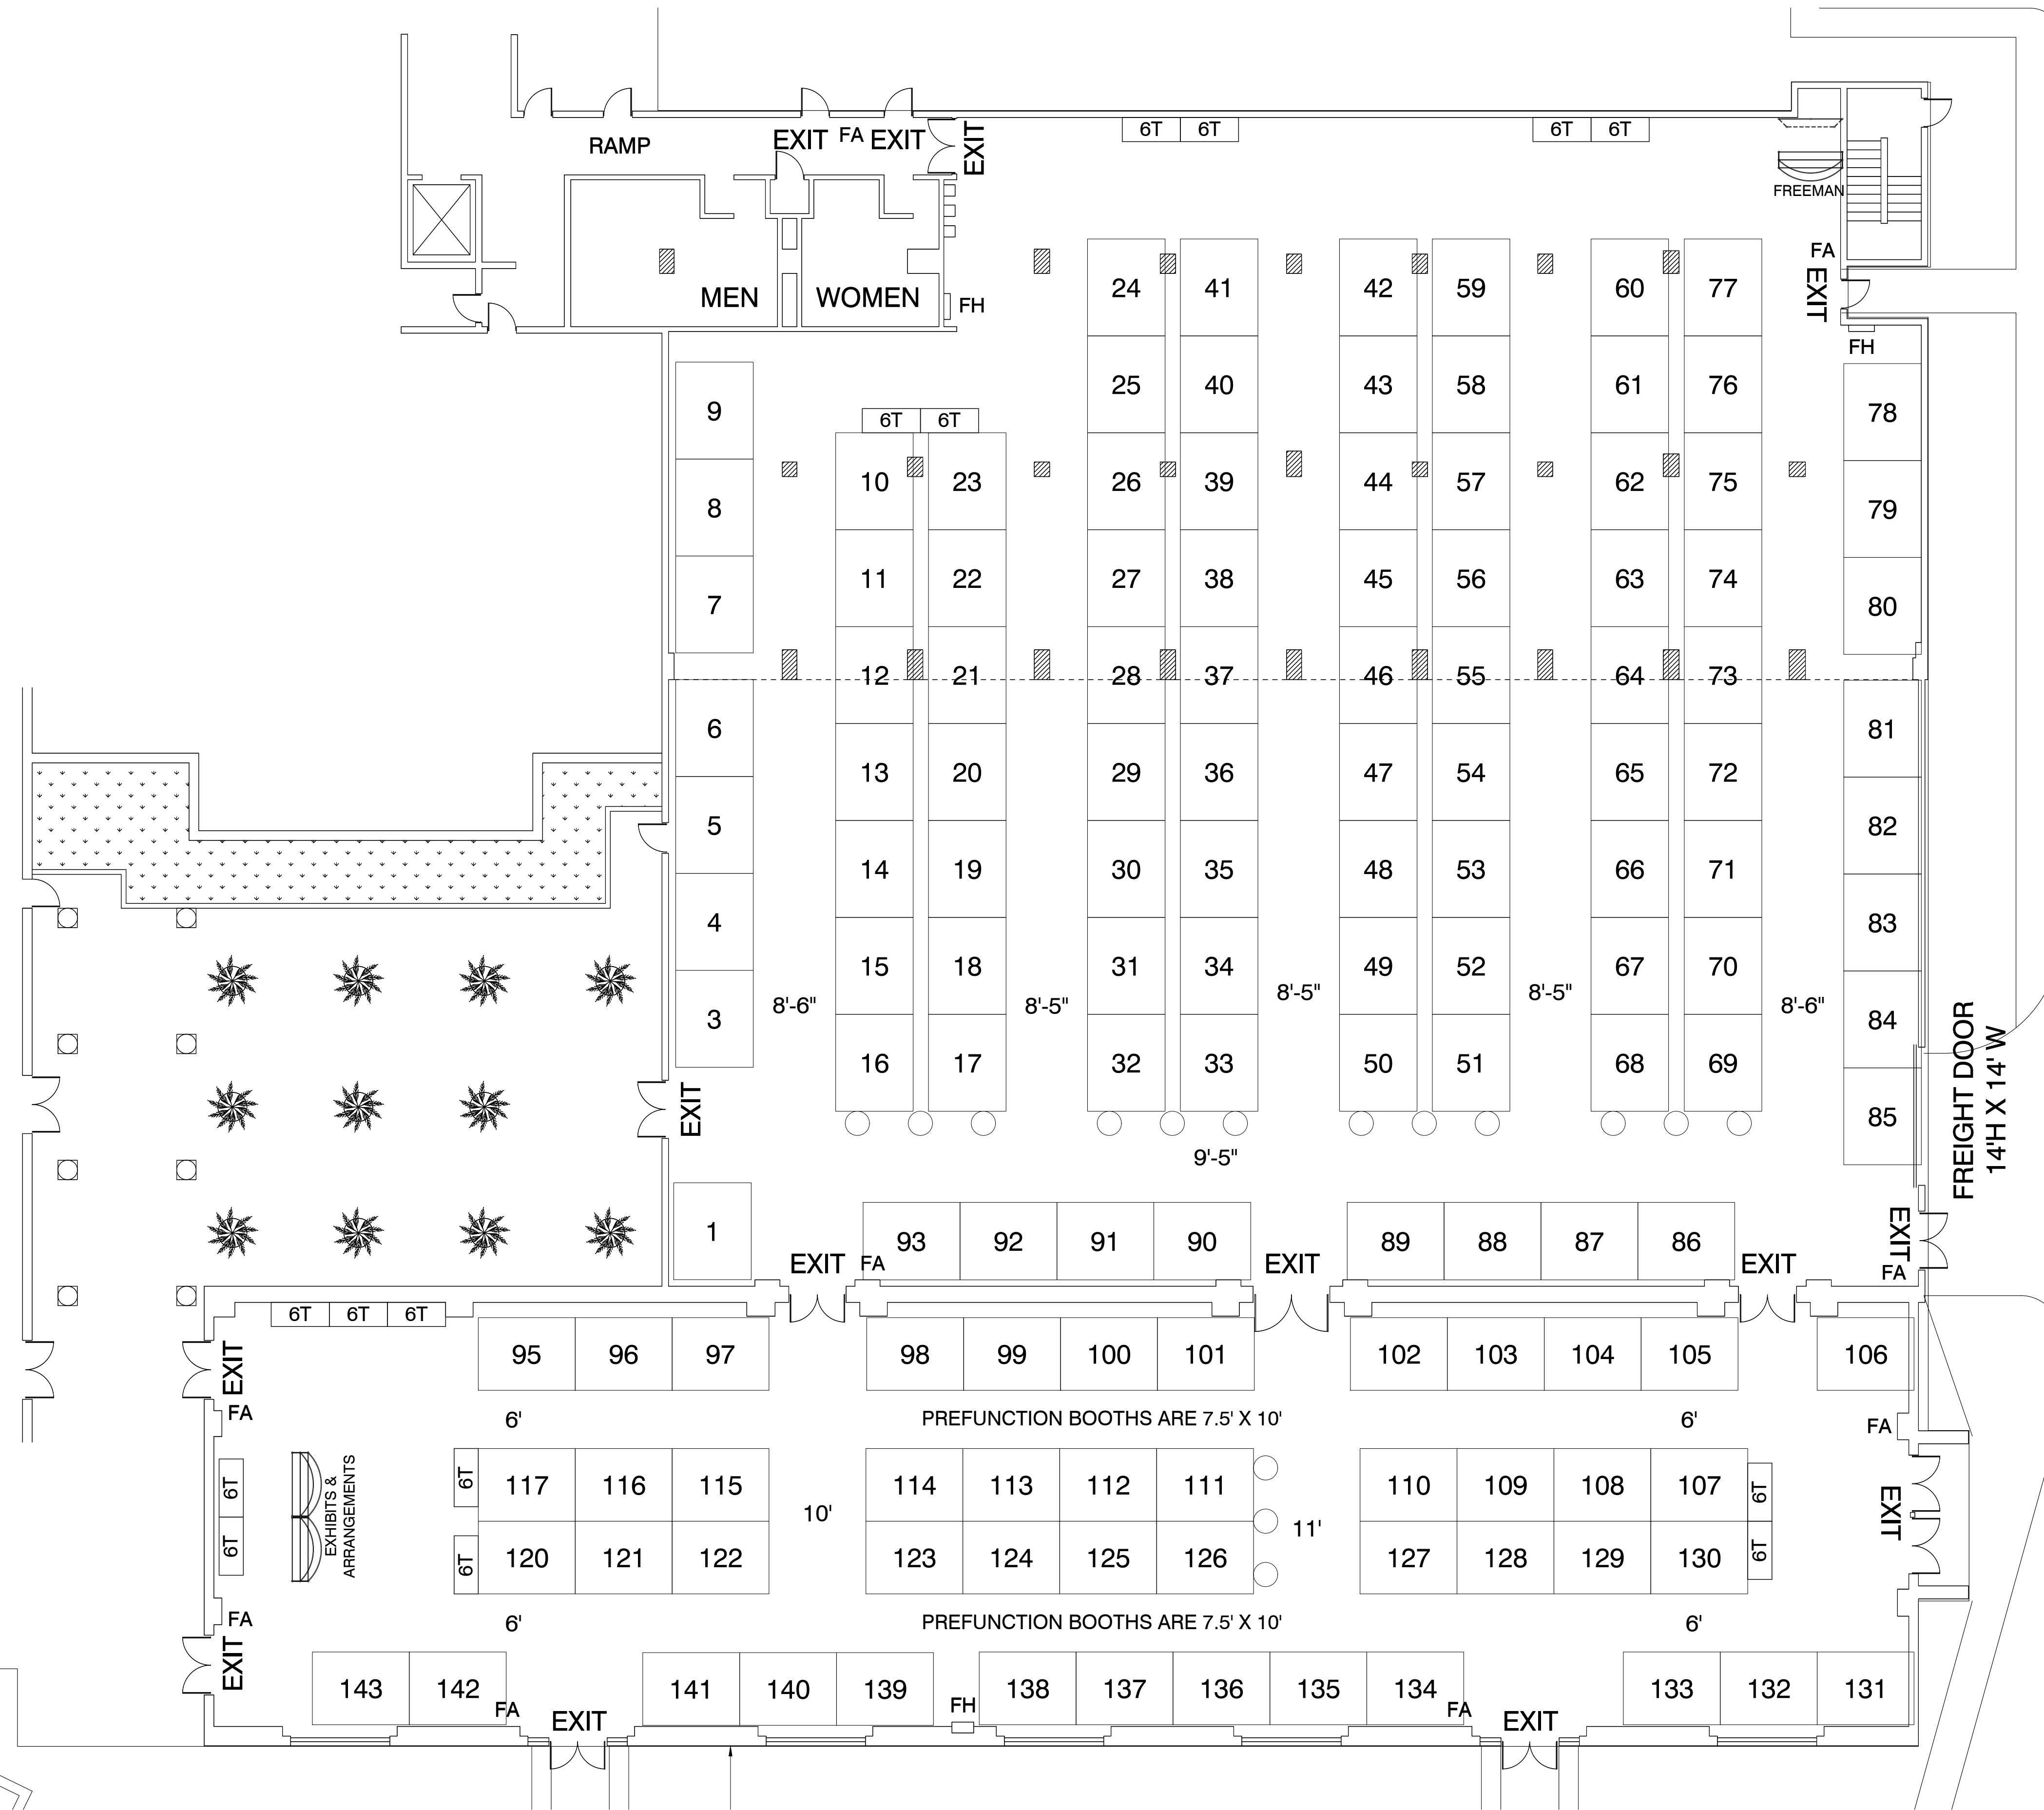 RAMP
EXIT FA EXIT
EXIT
6T 6T
6T 6T
FREEMAN
FA
EXIT
MEN WOMEN
FH
FH
24 41 42 59 60 77
25 40 43 58 61 76
9
78
6T 6T
10 23 26 39 44 57 62 75
8
79
11 22 27 38 45 56 63 74
7
80
12 21 28 37 46 55 64 73
6
81
13 20 29 36 47 54 65 72
5
82
14 19 30 35 48 53 66 71
4
83
15 18 31 34 49 52 67 70
8'-6" 8'-5" 8'-5" 8'-5" 8'-6"
3
84
16 17 32 33 50 51 68 69
FREIGHT DOOR
14'H X 14' W
EXIT
85
9'-5"
1
93 92 91 90 89 88 87 86
EXIT
EXIT FA EXIT EXIT
FA
6T 6T 6T
EXIT
95 96 97 98 99 100 101 102 103 104 105 106
FA
6' PREFUNCTION BOOTHS ARE 7.5' X 10' 6'
FA
6T
6T
EXHIBITS &
ARRANGEMENTS
6T
117 116 115 114 113 112 111 110 109 108 107
6T
10' 11'
EXIT
6T
120 121 122 123 124 125 126 127 128 129 130
6T
FA
6' PREFUNCTION BOOTHS ARE 7.5' X 10' 6'
EXIT
143 142 141 140 139 138 137 136 135 134 133 132 131
FA FH FA
EXIT EXIT